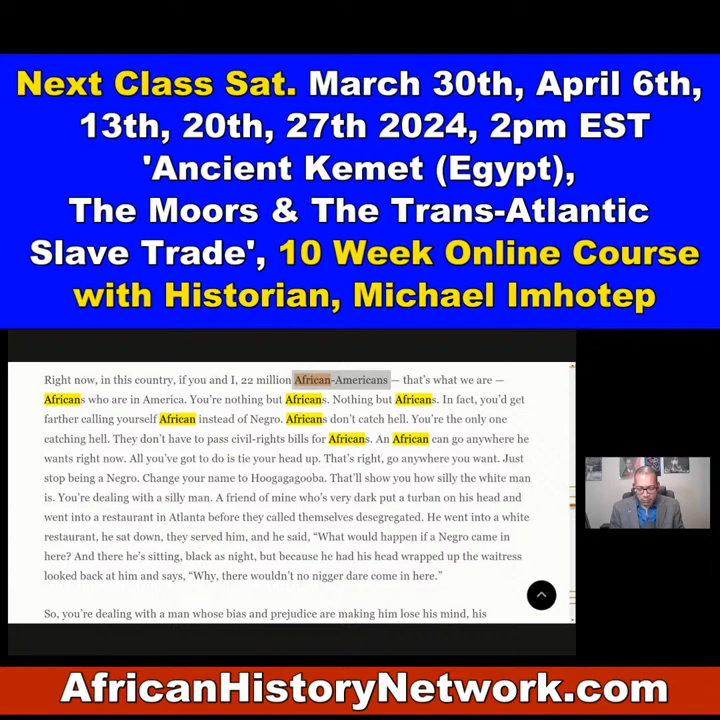 Next Class Sat. March 30th, April 6th,
13th, 20th, 27th 2024, 2pm EST
'Ancient Kemet (Egypt),
The Moors & The Trans-Atlantic
Slave Trade', 10 Week Online Course
with Historian, Michael Imhotep
Right now, in this country, if you and I, 22 million African-Americans — that's what we are —
Africans who are in America. You're nothing but Africans. Nothing but Africans. In fact, you'd get
farther calling yourself African instead of Negro. Africans don't catch hell. You're the only one
catching hell. They don't have to pass civil-rights bills for Africans. An African can go anywhere he
wants right now. All you've got to do is tie your head up. That's right, go anywhere you want. Just
stop being a Negro. Change your name to Hoogagagooba. That'll show you how silly the white man
is. You're dealing with a silly man. A friend of mine who's very dark put a turban on his head and
went into a restaurant in Atlanta before they called themselves desegregated. He went into a white
restaurant, he sat down, they served him, and he said, “What would happen if a Negro came in
here? And there he's sitting, black as night, but because he had his head wrapped up the waitress
looked back at him and says, “Why, there wouldn't no nigger dare come in here.”
So, you're dealing with a man whose bias and prejudice are making him lose his mind, his
AfricanHistoryNetwork.com